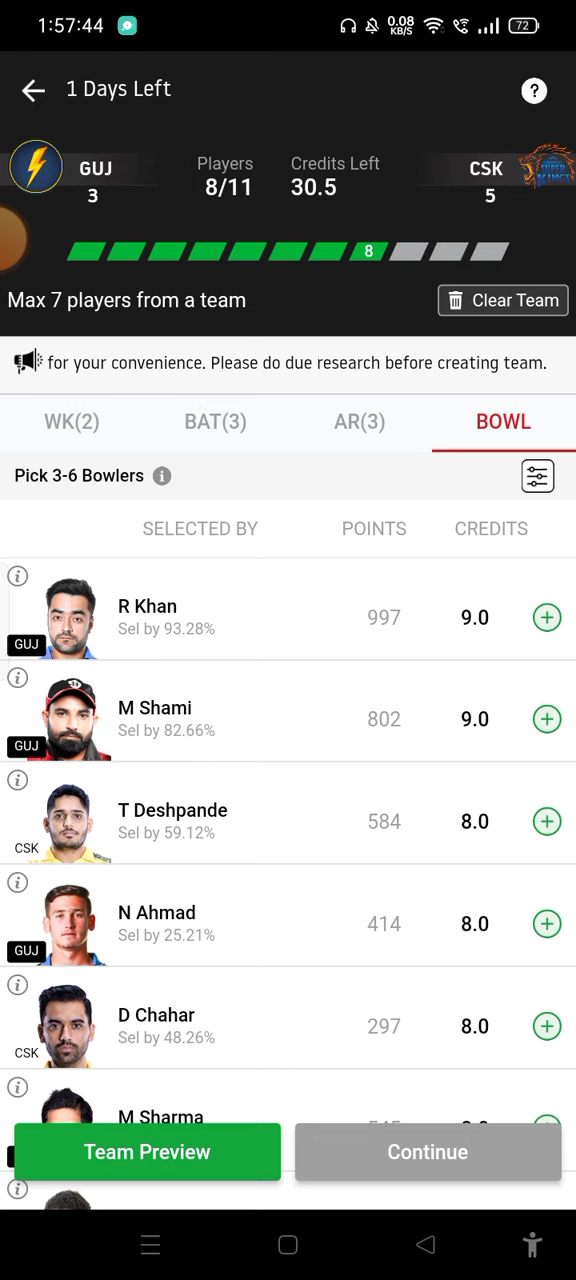 1:57:44 0.08 KB/S 72
1 Days Left ?
GUJ Players Credits Left CSK
3 8/11 30.5 5
8
Max 7 players from a team Clear Team
for your convenience. Please do due research before creating team.
WK(2) BAT(3) AR(3) BOWL
Pick 3-6 Bowlers i
SELECTED BY POINTS CREDITS
i
R Khan
Sel by 93.28% 997 9.0
GUJ
i
M Shami
Sel by 82.66% 802 9.0
GUJ
i
T Deshpande
Sel by 59.12% 584 8.0
CSK
i
N Ahmad
Sel by 25.21% 414 8.0
GUJ
i
D Chahar
Sel by 48.26% 297 8.0
CSK
i
M Sharma
Team Preview Continue
i